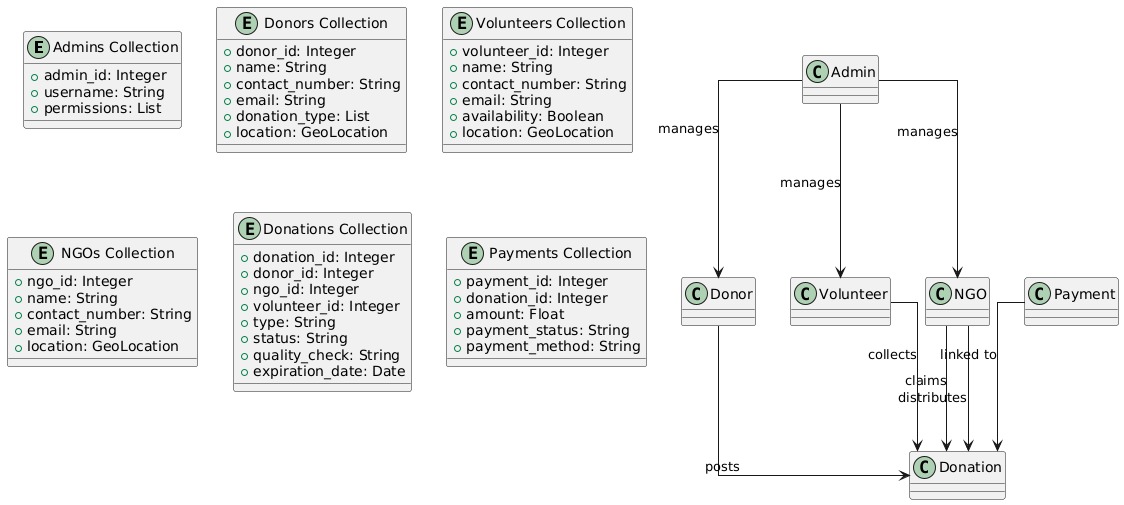 E Admins Collection
admin_id: Integer
username: String
permissions: List
E Donors Collection
donor_id: Integer
name: String
contact_number: String
email: String
donation_type: List
location: GeoLocation
E Volunteers Collection
volunteer_id: Integer
name: String
contact_number: String
email: String
availability: Boolean
location: GeoLocation
E NGOs Collection
ngo_id: Integer
name: String
contact_number: String
email: String
location: GeoLocation
E Donations Collection
donation_id: Integer
donor_id: Integer
ngo_id: Integer
volunteer_id: Integer
type: String
status: String
quality_check: String
expiration_date: Date
E Payments Collection
payment_id: Integer
donation_id: Integer
amount: Float
payment_status: String
payment_method: String
C Admin
manages
manages
manages
C Donor
C Volunteer
C NGO
C Payment
collects
linked to
claims
distributes
posts
C Donation